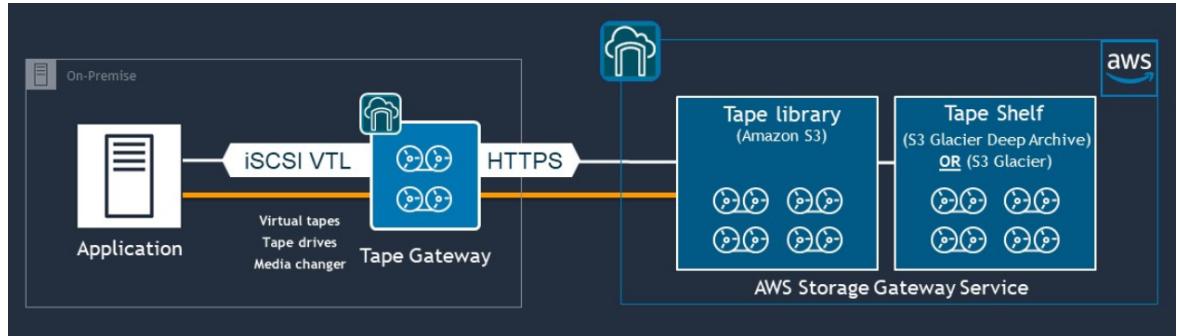 On-Premise
Application
iSCSI VTL
Virtual tapes
Tape drives
Media changer
Tape Gateway
HTTPS
aws
Tape library
(Amazon S3)
Tape Shelf
(S3 Glacier Deep Archive)
OR (S3 Glacier)
AWS Storage Gateway Service